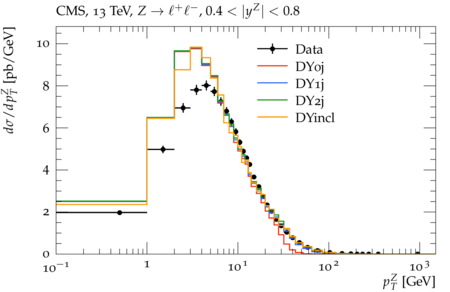 CMS, 13 TeV, Z → ℓ⁺ℓ⁻, 0.4 < |y^Z| < 0.8
dσ/dp_T^Z [pb/GeV]
10
8
6
4
2
0
Data
DY0j
DY1j
DY2j
DYincl
10⁻¹ 1 10¹ 10² 10³
p_T^Z [GeV]